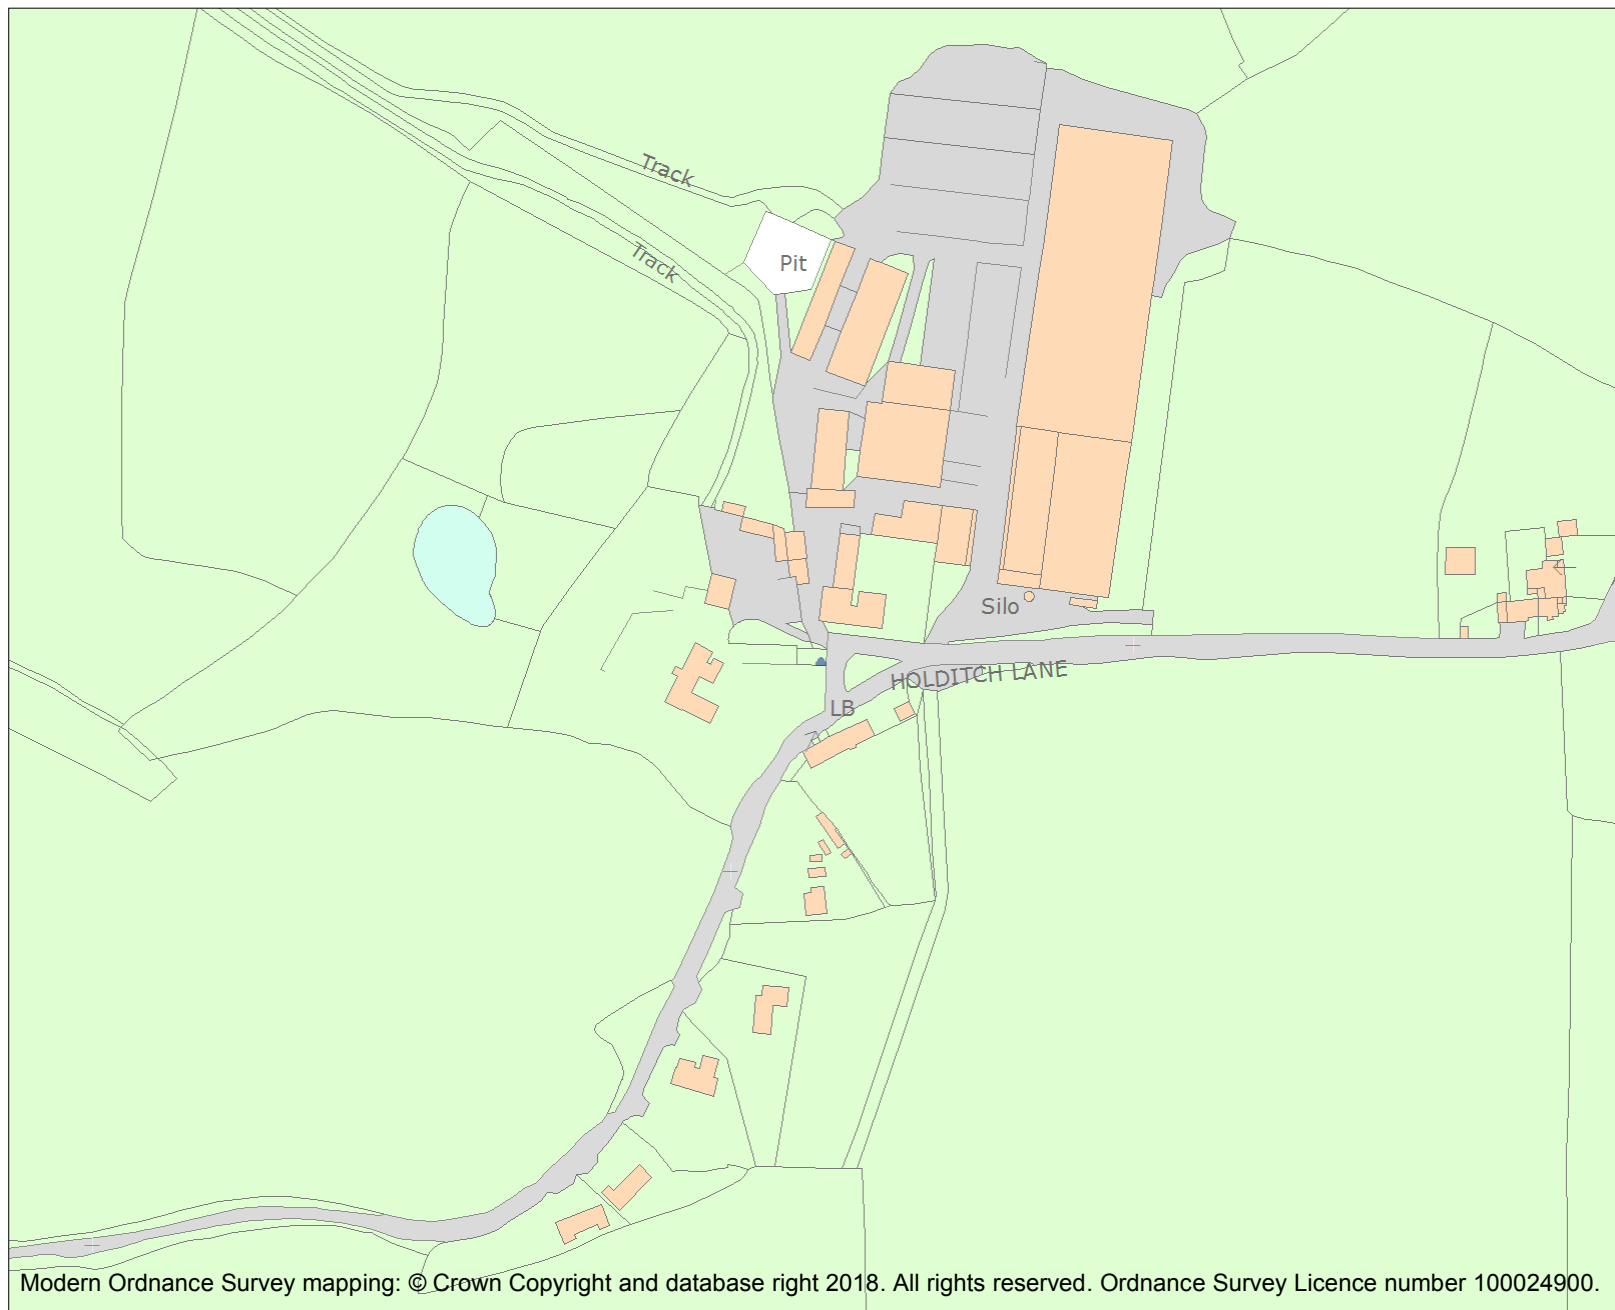 Track
Track
Pit
Silo
HOLDITCH LANE
LB
Modern Ordnance Survey mapping: © Crown Copyright and database right 2018. All rights reserved. Ordnance Survey Licence number 100024900.